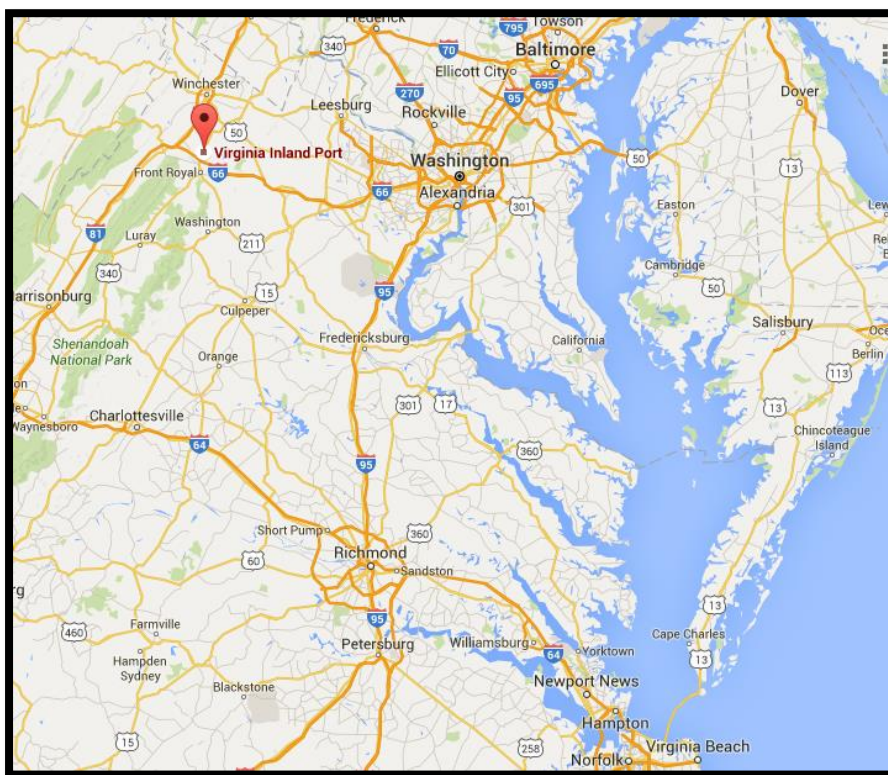 Frederick
Towson
795
340
70
Baltimore
Ellicott City
695
Winchester
270
95
Dover
Leesburg
Rockville
50
Virginia Inland Port
Washington
50
13
Front Royal
66
66
Alexandria
301
Easton
Washington
81
Luray
211
340
Cambridge
15
95
50
Harrisonburg
Culpeper
Salisbury
Shenandoah
National Park
Fredericksburg
California
Berlin
Orange
113
Waynesboro
Charlottesville
301
17
13
Chincoteague
Island
64
95
360
Short Pump
360
Richmond
60
Sandston
13
95
460
Farmville
Petersburg
Williamsburg
64
Yorktown
Cape Charles
13
Hampden
Sydney
Blackstone
Newport News
Hampton
15
258
Norfolk
Virginia Beach